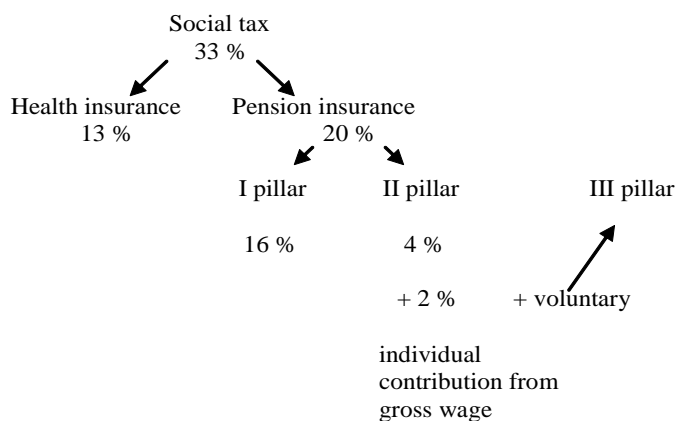 Social tax
33 %
Health insurance
13 %
Pension insurance
20 %
I pillar
II pillar
III pillar
16 %
4 %
+ 2 %
+ voluntary
individual
contribution from
gross wage